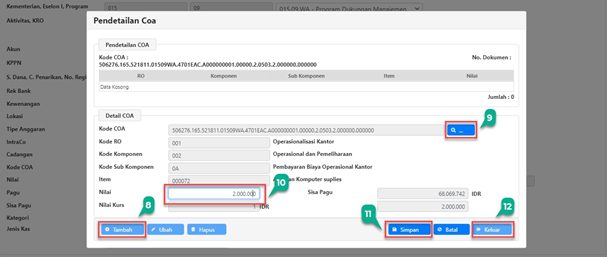 Kementerian, Eselon I, Program
015
09
015.09.WA - Program Dukungan Manajemen
Aktivitas, KRO
Akun
KPPN
S. Dana, C. Penarikan, No. Regi
Rek Bank
Kewenangan
Lokasi
Tipe Anggaran
IntraCo
Cadangan
Kode COA
Nilai
Pagu
Sisa Pagu
Kategori
Jenis Kas
Pendetailan Coa
Pendetailan COA
Kode COA :
No. Dokumen :
506276.165.521811.01509WA.4701EAC.A000000001.00000.2.0503.2.000000.000000
RO Komponen Sub Komponen Item Nilai
Data Kosong
Jumlah : 0
Detail COA
Kode COA 506276.165.521811.01509WA.4701EAC.A000000001.00000.2.0503.2.000000.000000 ...
9
Kode RO 001 Operasionalisasi Kantor
Kode Komponen 002 Operasional dan Pemeliharaan
Kode Sub Komponen 0A Pembayaran Biaya Operasional Kantor
Item 000072 Komputer suplies
10
Nilai 2.000.000 Sisa Pagu 68.069.742 IDR
Nilai Kurs 1 IDR 2.000.000
8
11
12
Tambah Ubah Hapus Simpan Batal Keluar